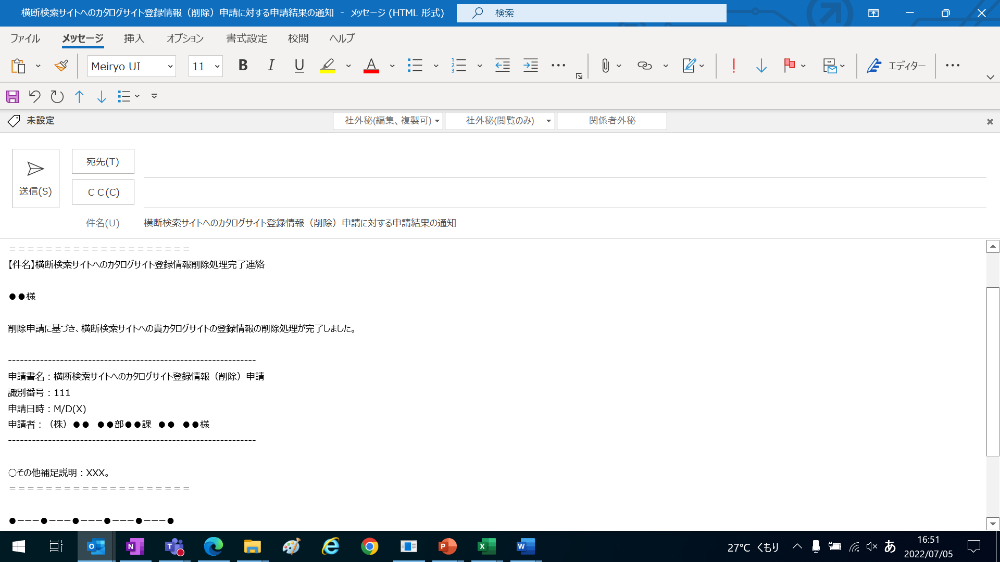 横断検索サイトへのカタログサイト登録情報（削除）申請に対する申請結果の通知 - メッセージ (HTML 形式)
検索
ファイル メッセージ 挿入 オプション 書式設定 校閲 ヘルプ
Meiryo UI 11 B I U A エディター
未設定 社外秘(編集、複製可) 社外秘(閲覧のみ) 関係者外秘
送信(S)
宛先(T)
ＣＣ(C)
件名(U) 横断検索サイトへのカタログサイト登録情報（削除）申請に対する申請結果の通知
＝＝＝＝＝＝＝＝＝＝＝＝＝＝＝＝＝＝＝＝
【件名】横断検索サイトへのカタログサイト登録情報削除処理完了連絡
●●様
削除申請に基づき、横断検索サイトへの貴カタログサイトの登録情報の削除処理が完了しました。
--------------------------------------------------------------
申請書名：横断検索サイトへのカタログサイト登録情報（削除）申請
識別番号：111
申請日時：M/D(X)
申請者：（株）●● ●●部●●課 ●● ●●様
--------------------------------------------------------------
○その他補足説明：XXX。
＝＝＝＝＝＝＝＝＝＝＝＝＝＝＝＝＝＝＝＝
●−−−●−−−●−−−●−−−●−−−●
27°C くもり あ 16:51
2022/07/05